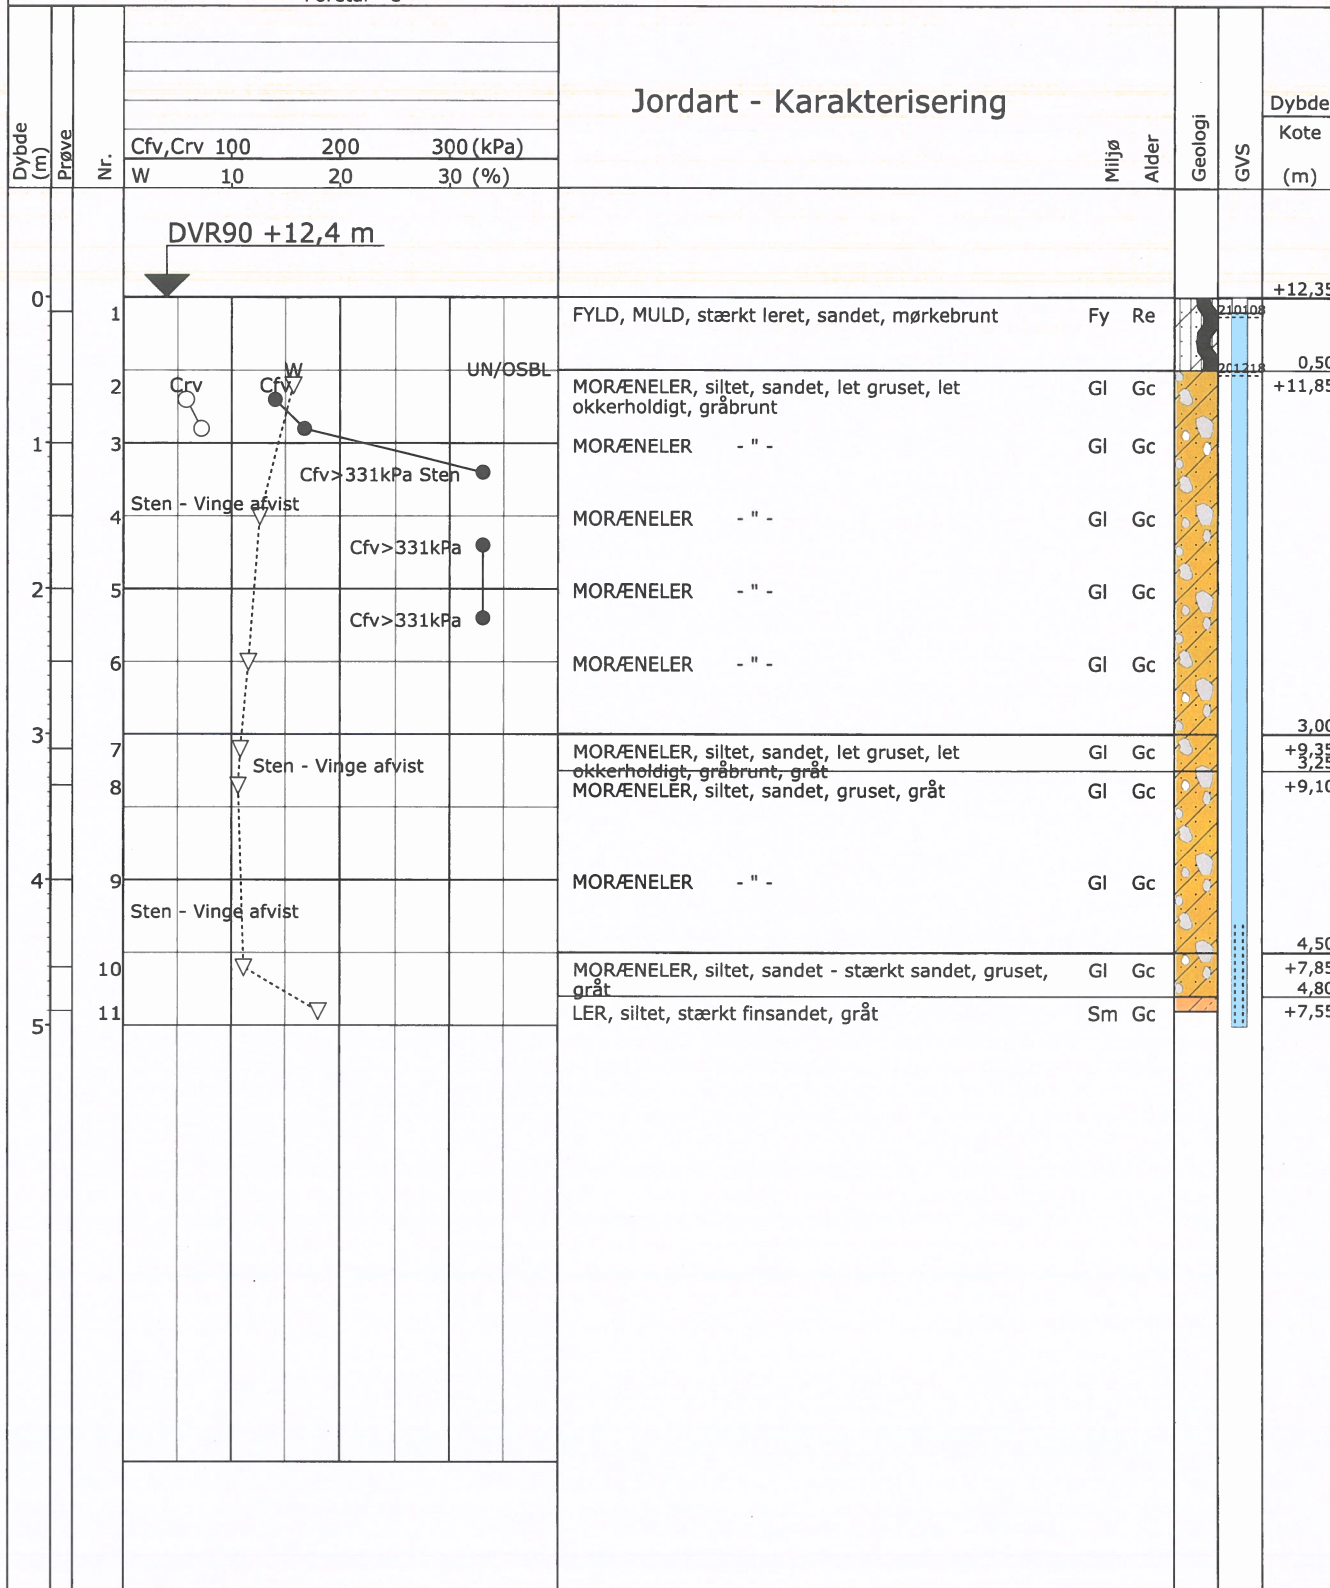 Jordart - Karakterisering
Dybde (m)
Prøve
Nr.
Cfv,Crv 100 200 300 (kPa)
W 10 20 30 (%)
Miljø
Alder
Geologi
GVS
Dybde
Kote
(m)
DVR90 +12,4 m
0
+12,35
1 FYLD, MULD, stærkt leret, sandet, mørkebrunt Fy Re
210108
0,50
W
UN/OSBL
201218
Crv
Cfv
2 MORÆNELER, siltet, sandet, let gruset, let Gl Gc +11,85
okkerholdigt, gråbrunt
1 3 MORÆNELER - " - Gl Gc
Cfv>331kPa Sten
Sten - Vinge afvist
4 MORÆNELER - " - Gl Gc
Cfv>331kPa
2 5 MORÆNELER - " - Gl Gc
Cfv>331kPa
6 MORÆNELER - " - Gl Gc
3,00
3 7 MORÆNELER, siltet, sandet, let gruset, let Gl Gc +9,35
okkerholdigt, gråbrunt, gråt
3,25
Sten - Vinge afvist
8 MORÆNELER, siltet, sandet, gruset, gråt Gl Gc +9,10
4 9 MORÆNELER - " - Gl Gc
Sten - Vinge afvist
4,50
10 MORÆNELER, siltet, sandet - stærkt sandet, gruset, Gl Gc +7,85
gråt
4,80
11 LER, siltet, stærkt finsandet, gråt Sm Gc +7,55
5